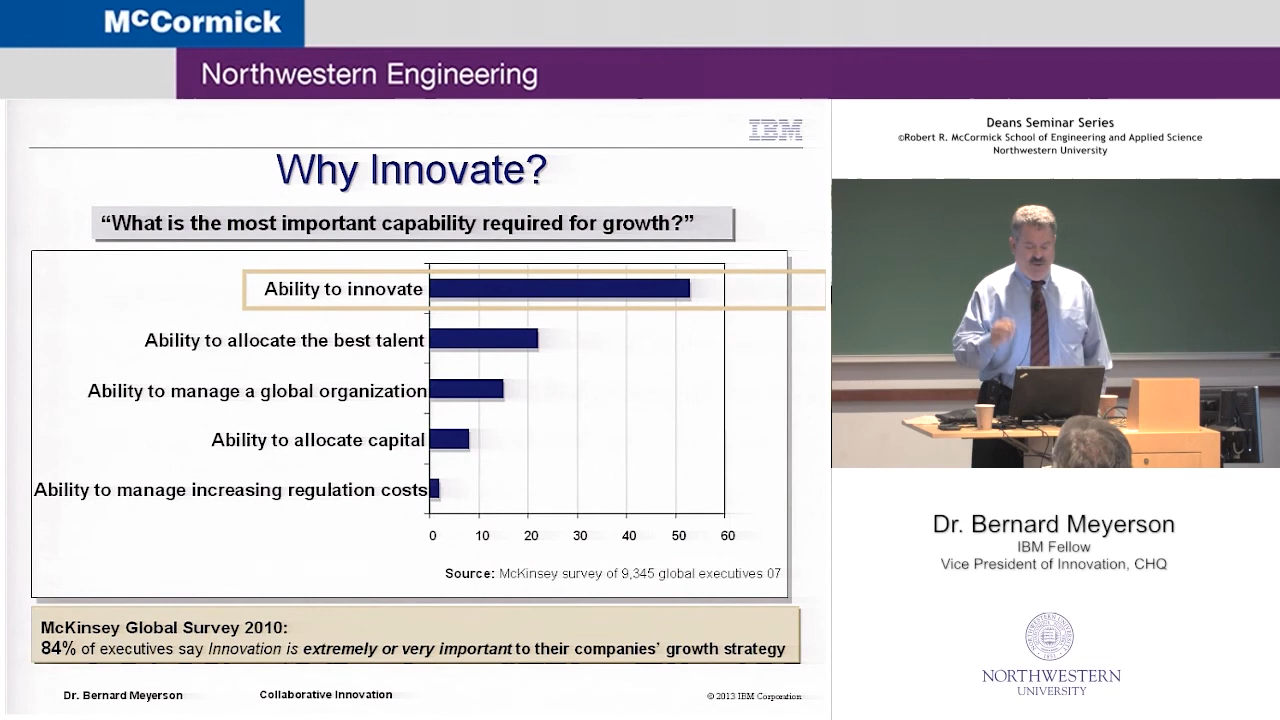 McCormick
Northwestern Engineering
IBM
Why Innovate?
“What is the most important capability required for growth?”
Ability to innovate
Ability to allocate the best talent
Ability to manage a global organization
Ability to allocate capital
Ability to manage increasing regulation costs
0 10 20 30 40 50 60
Source: McKinsey survey of 9,345 global executives 07
McKinsey Global Survey 2010:
84% of executives say Innovation is extremely or very important to their companies’ growth strategy
Dr. Bernard Meyerson
Collaborative Innovation
© 2013 IBM Corporation
Deans Seminar Series
©Robert R. McCormick School of Engineering and Applied Science
Northwestern University
Dr. Bernard Meyerson
IBM Fellow
Vice President of Innovation, CHQ
NORTHWESTERN
UNIVERSITY